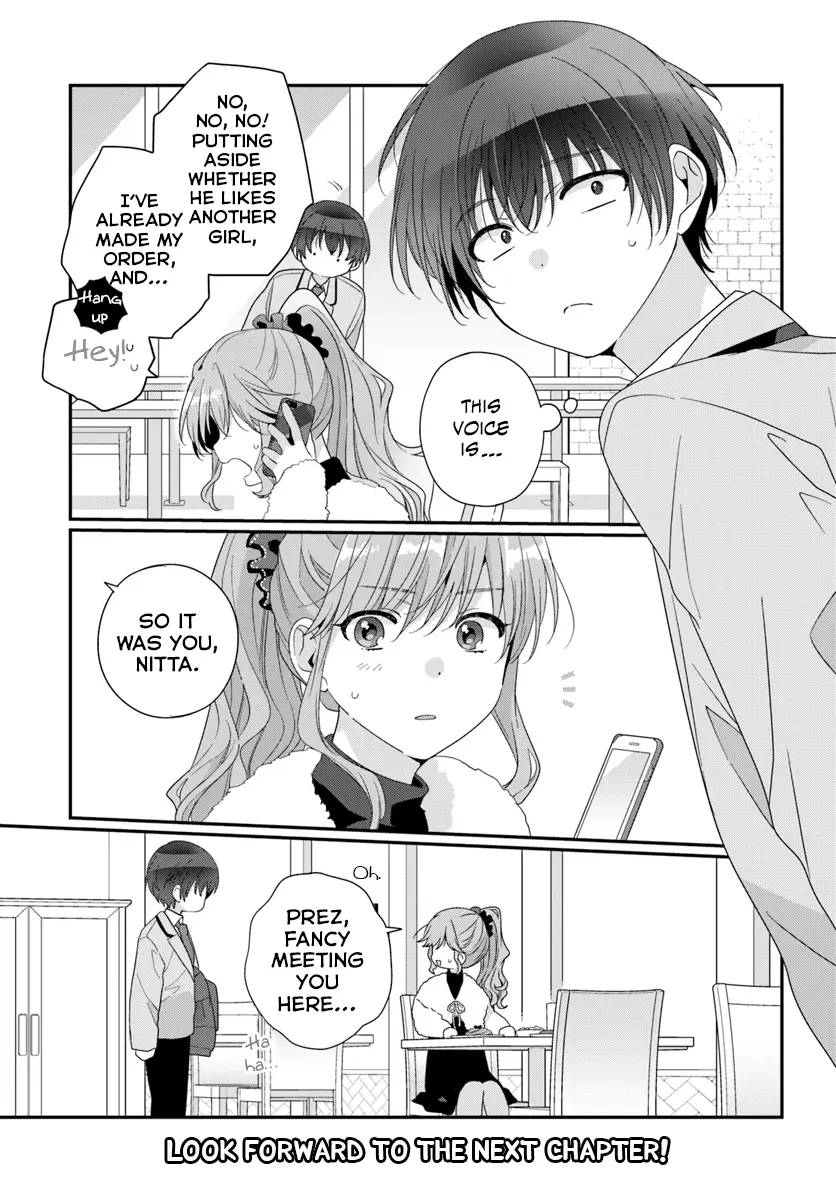 NO,
NO, NO!
PUTTING
ASIDE
WHETHER
HE LIKES
ANOTHER
GIRL,
I'VE
ALREADY
MADE MY
ORDER,
AND...
Hang
up
Hey!
THIS
VOICE
IS...
SO IT
WAS YOU,
NITTA.
Oh.
PREZ,
FANCY
MEETING
YOU
HERE...
Ha
ha...
LOOK FORWARD TO THE NEXT CHAPTER!